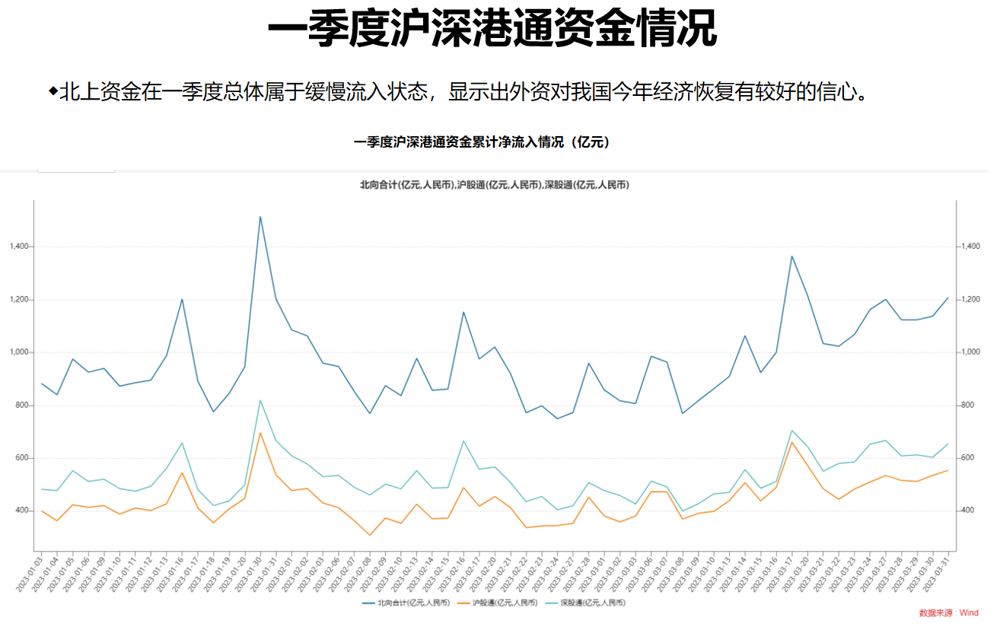 一季度沪深港通资金情况
◆北上资金在一季度总体属于缓慢流入状态，显示出外资对我国今年经济恢复有较好的信心。
一季度沪深港通资金累计净流入情况（亿元）
北向合计(亿元,人民币),沪股通(亿元,人民币),深股通(亿元,人民币)
1,400 1,400
1,200 1,200
1,000 1,000
800 800
600 600
400 400
2023-01-03 2023-01-04 2023-01-05 2023-01-06 2023-01-09 2023-01-10 2023-01-11 2023-01-12 2023-01-13 2023-01-16 2023-01-17 2023-01-18 2023-01-19 2023-01-20 2023-01-30 2023-01-31 2023-02-01 2023-02-02 2023-02-03 2023-02-06 2023-02-07 2023-02-08 2023-02-09 2023-02-10 2023-02-13 2023-02-14 2023-02-15 2023-02-16 2023-02-17 2023-02-20 2023-02-21 2023-02-22 2023-02-23 2023-02-24 2023-02-27 2023-02-28 2023-03-01 2023-03-02 2023-03-03 2023-03-06 2023-03-07 2023-03-08 2023-03-09 2023-03-10 2023-03-13 2023-03-14 2023-03-15 2023-03-16 2023-03-17 2023-03-20 2023-03-21 2023-03-22 2023-03-23 2023-03-24 2023-03-27 2023-03-28 2023-03-29 2023-03-30 2023-03-31
北向合计(亿元,人民币) 沪股通(亿元,人民币) 深股通(亿元,人民币)
数据来源：Wind